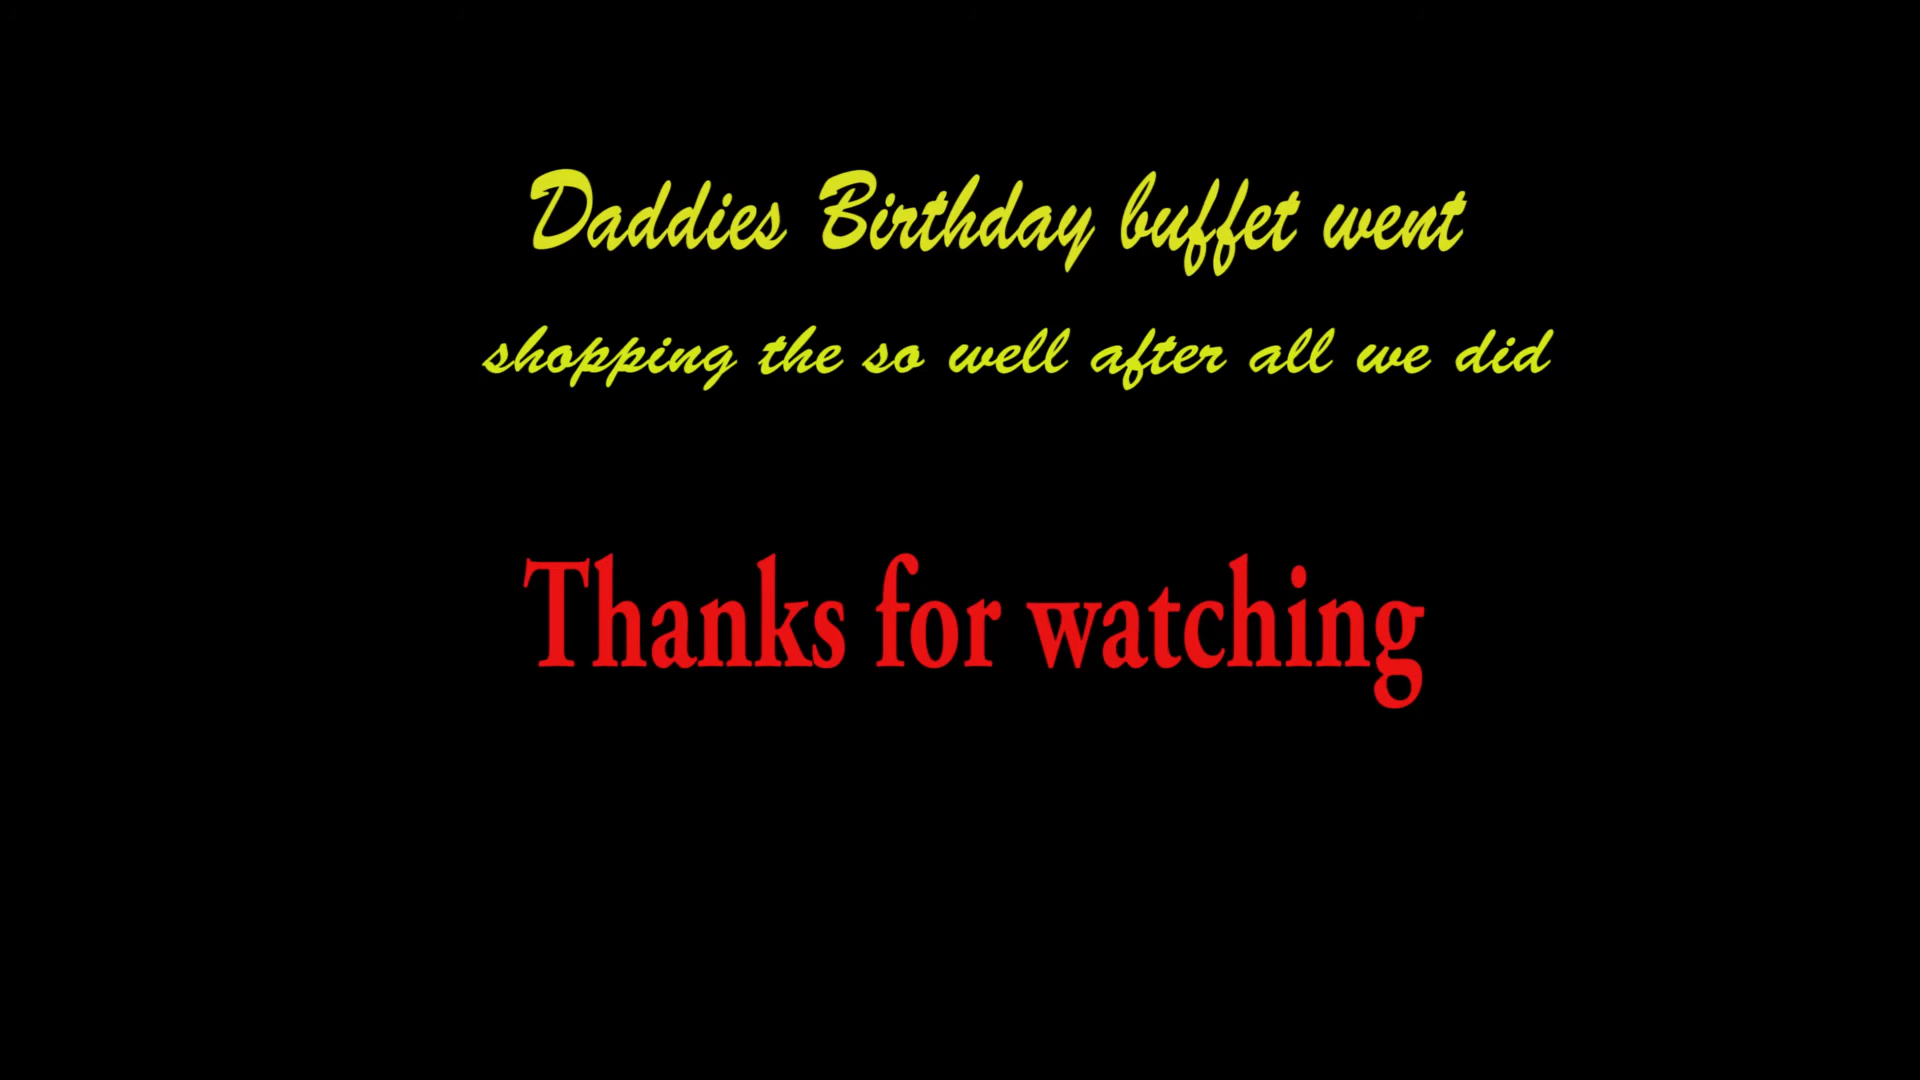 Daddies Birthday buffet went
shopping the so well after all we did
Thanks for watching